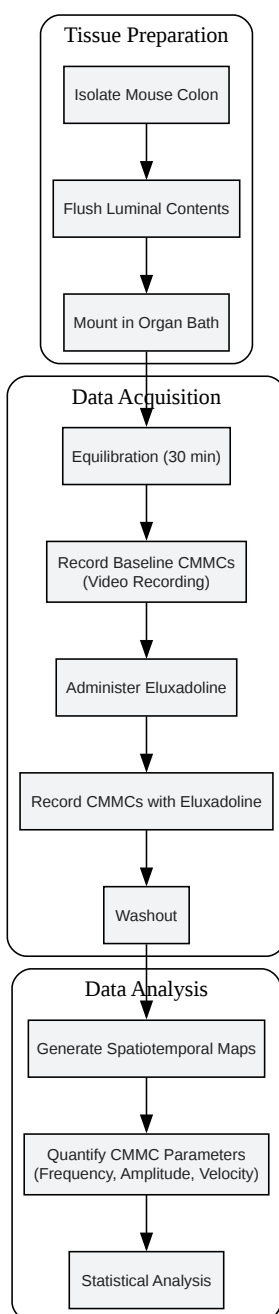 Tissue Preparation
Isolate Mouse Colon
Flush Luminal Contents
Mount in Organ Bath
Data Acquisition
Equilibration (30 min)
Record Baseline CMMCs
(Video Recording)
Administer Eluxadoline
Record CMMCs with Eluxadoline
Washout
Data Analysis
Generate Spatiotemporal Maps
Quantify CMMC Parameters
(Frequency, Amplitude, Velocity)
Statistical Analysis